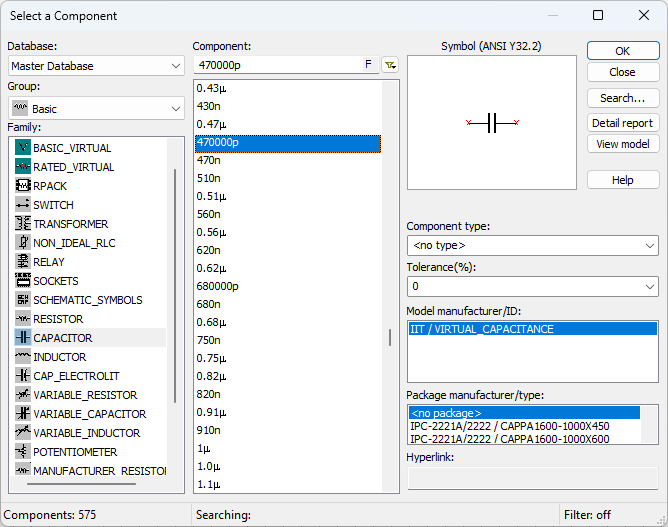 Select a Component
Database:
Master Database
Group:
Basic
Family:
BASIC_VIRTUAL
RATED_VIRTUAL
RPACK
SWITCH
TRANSFORMER
NON_IDEAL_RLC
RELAY
SOCKETS
SCHEMATIC_SYMBOLS
RESISTOR
CAPACITOR
INDUCTOR
CAP_ELECTROLIT
VARIABLE_RESISTOR
VARIABLE_CAPACITOR
VARIABLE_INDUCTOR
POTENTIOMETER
MANUFACTURER_RESISTOR
Component:
470000p
F
0.43µ
430n
0.47µ
470000p
470n
510n
0.51µ
560n
0.56µ
620n
0.62µ
680000p
680n
0.68µ
750n
0.75µ
0.82µ
820n
0.91µ
910n
1µ
1.0µ
1.1µ
Symbol (ANSI Y32.2)
OK
Close
Search...
Detail report
View model
Help
Component type:
<no type>
Tolerance(%):
0
Model manufacturer/ID:
IIT / VIRTUAL_CAPACITANCE
Package manufacturer/type:
<no package>
IPC-2221A/2222 / CAPPA1600-1000X450
IPC-2221A/2222 / CAPPA1600-1000X600
Hyperlink:
Components: 575
Searching:
Filter: off